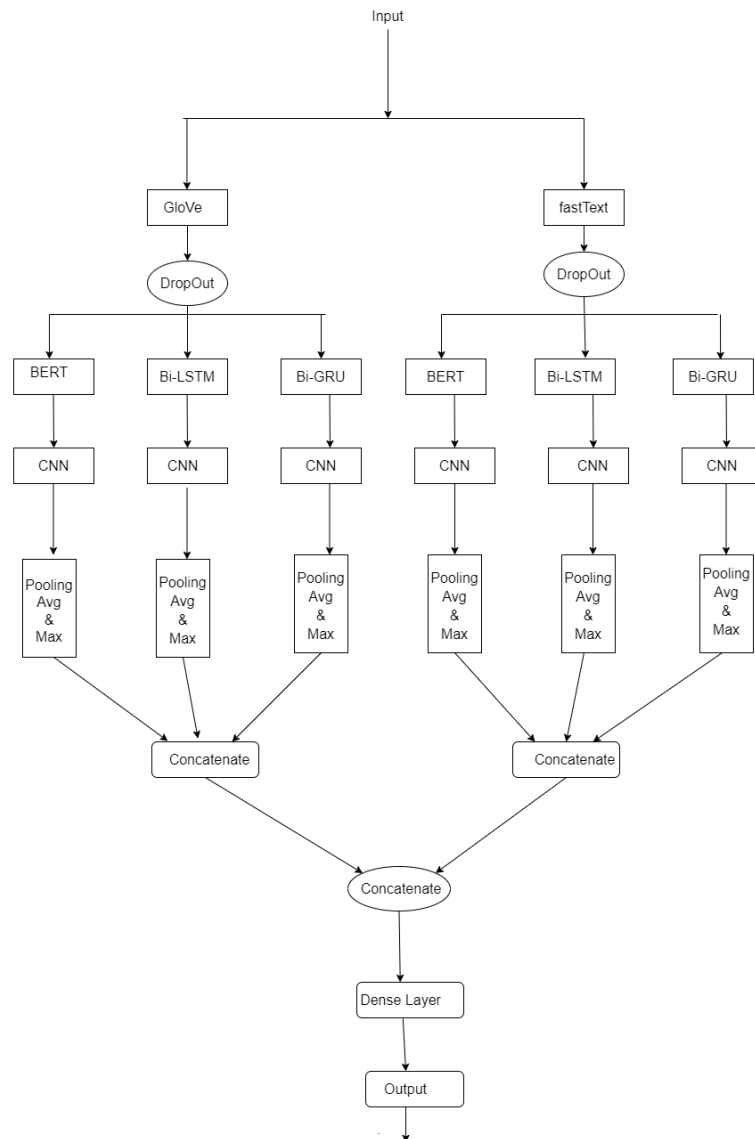 Input
GloVe
fastText
DropOut
DropOut
BERT
Bi-LSTM
Bi-GRU
BERT
Bi-LSTM
Bi-GRU
CNN
CNN
CNN
CNN
CNN
CNN
Pooling
Avg
&
Max
Pooling
Avg
&
Max
Pooling
Avg
&
Max
Pooling
Avg
&
Max
Pooling
Avg
&
Max
Pooling
Avg
&
Max
Concatenate
Concatenate
Concatenate
Dense Layer
Output